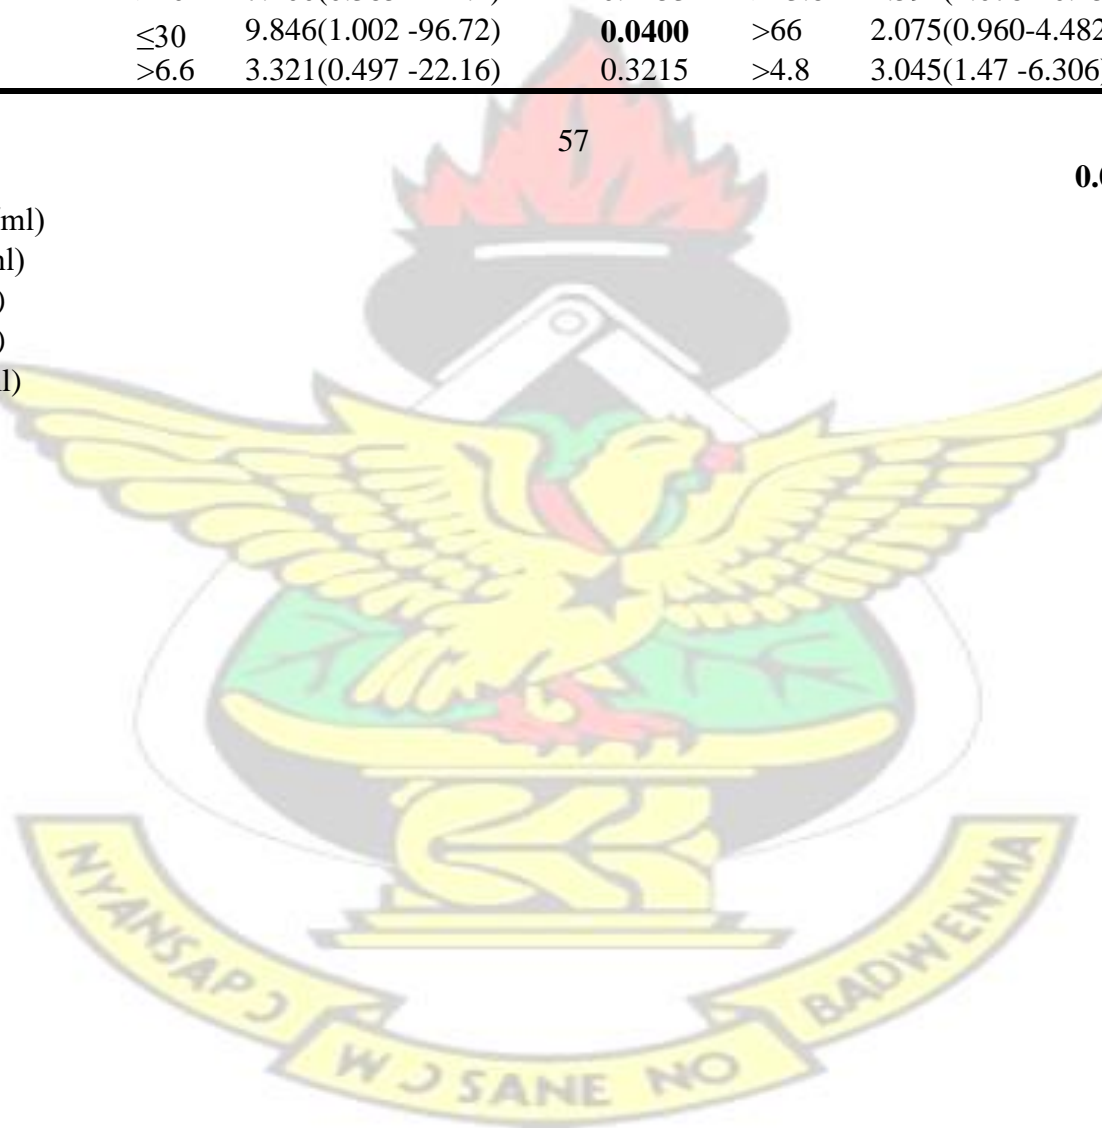 ≤30 9.846(1.002 -96.72) 0.0400 >66 2.075(0.960-4.482
>6.6 3.321(0.497 -22.16) 0.3215 >4.8 3.045(1.47 -6.306)
57
0.
ml)
l)
)
)
l)
NYANSAPƆ
WƆ SANE NO
BADWENMA